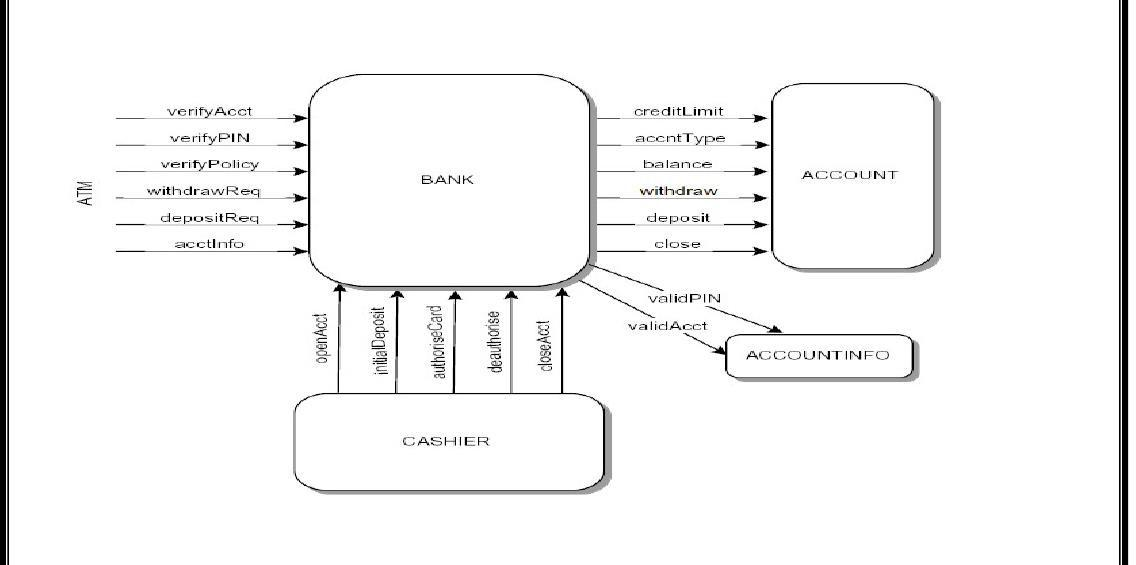 verifyAcct
verifyPIN
verifyPolicy
withdrawReq
depositReq
acctInfo
ATM
BANK
creditLimit
accntType
balance
withdraw
deposit
close
ACCOUNT
validPIN
validAcct
ACCOUNTINFO
openAcct
initialDeposit
authoriseCard
deauthorise
closeAcct
CASHIER